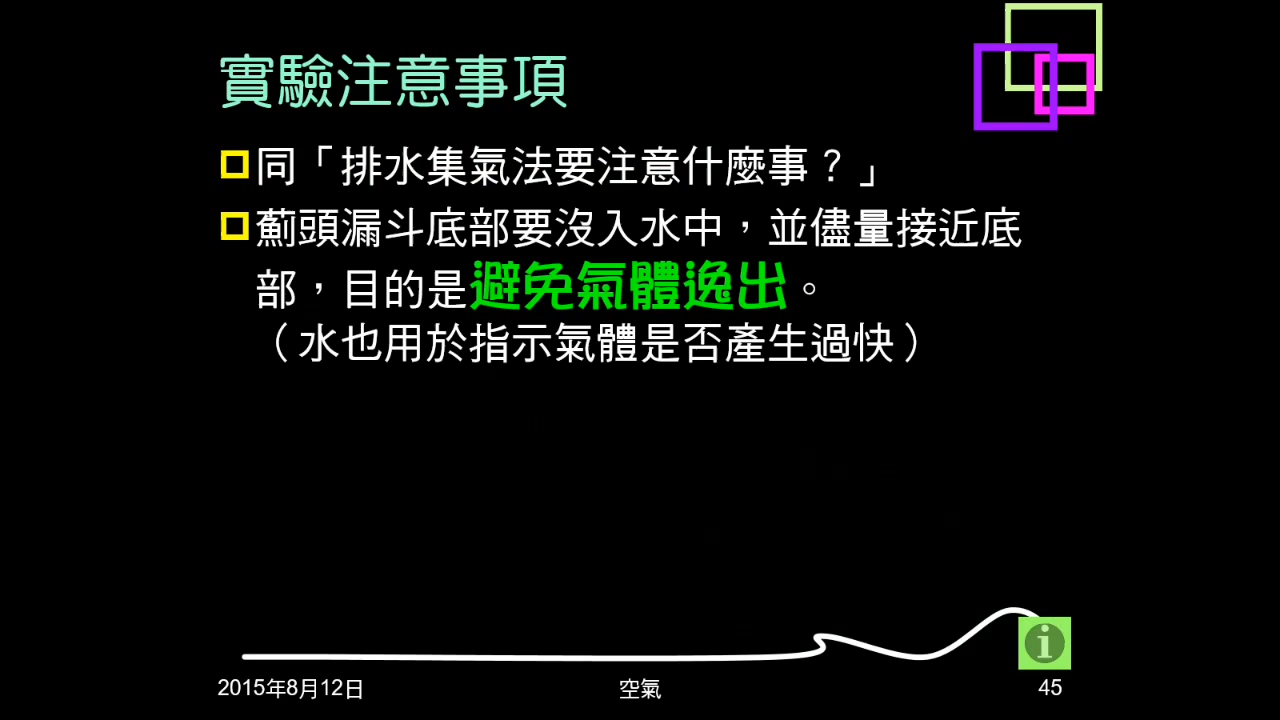 實驗注意事項
同「排水集氣法要注意什麼事？」
薊頭漏斗底部要沒入水中，並儘量接近底
部，目的是避免氣體逸出。
（水也用於指示氣體是否產生過快）
2015年8月12日
空氣
45